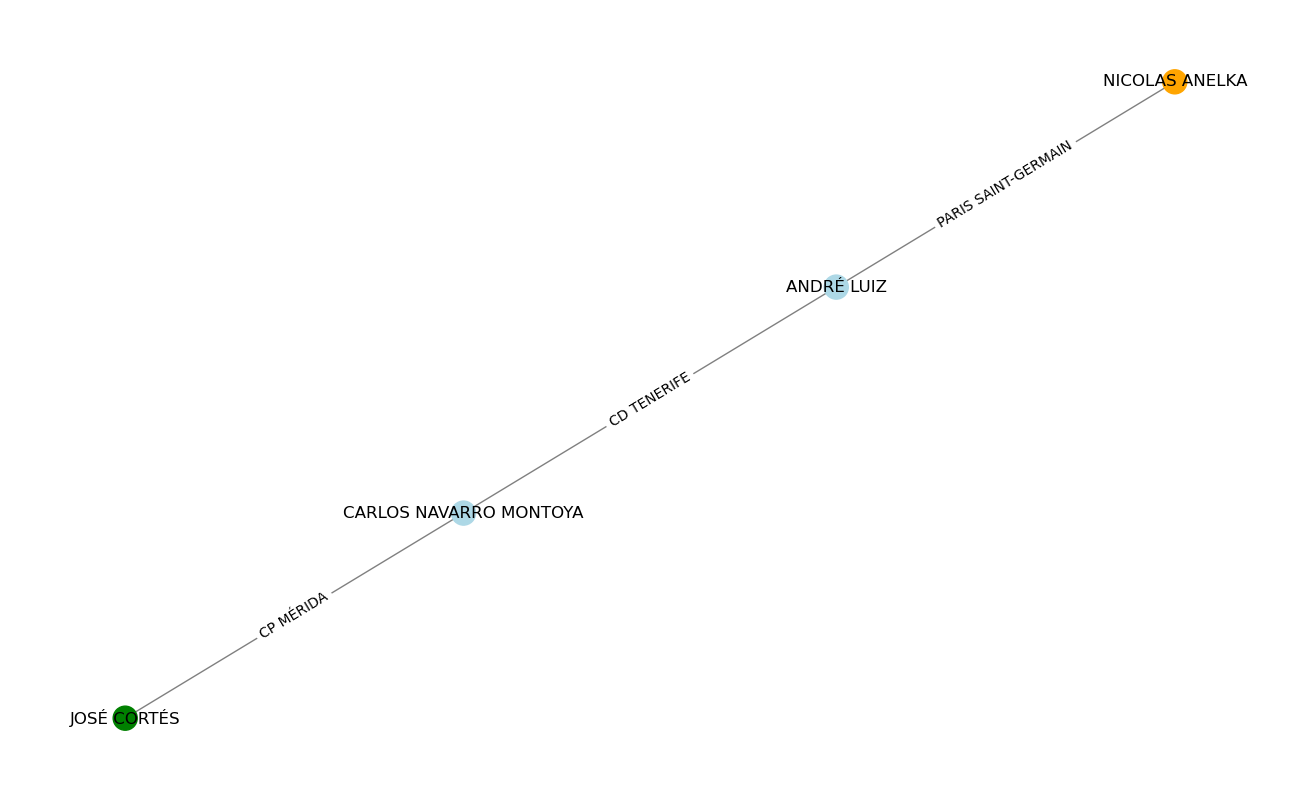 NICOLAS ANELKA
PARIS SAINT-GERMAIN
ANDRÉ LUIZ
CD TENERIFE
CARLOS NAVARRO MONTOYA
CP MÉRIDA
JOSÉ CORTÉS